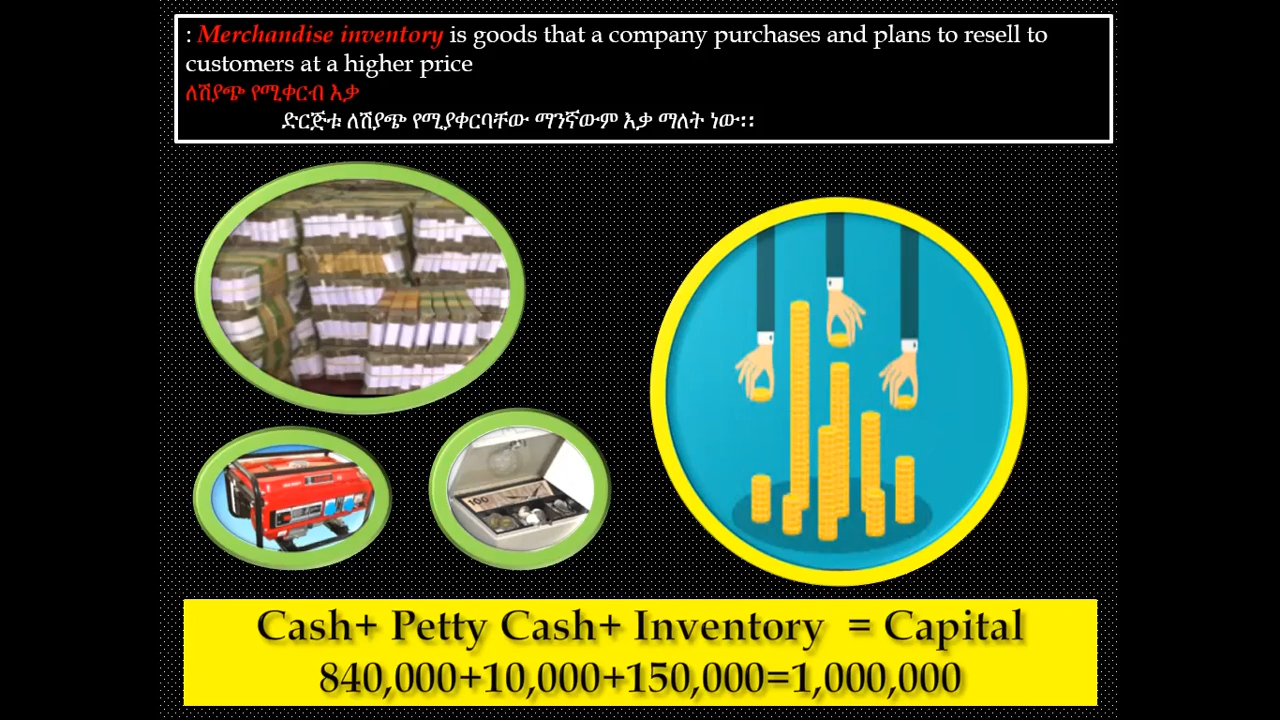 : Merchandise inventory is goods that a company purchases and plans to resell to
customers at a higher price
ለሽያጭ የሚቀርብ እቃ
ድርጅቱ ለሽያጭ የሚያቀርባቸው ማንኛውም እቃ ማለት ነው፡፡
100
Cash+ Petty Cash+ Inventory = Capital
840,000+10,000+150,000=1,000,000